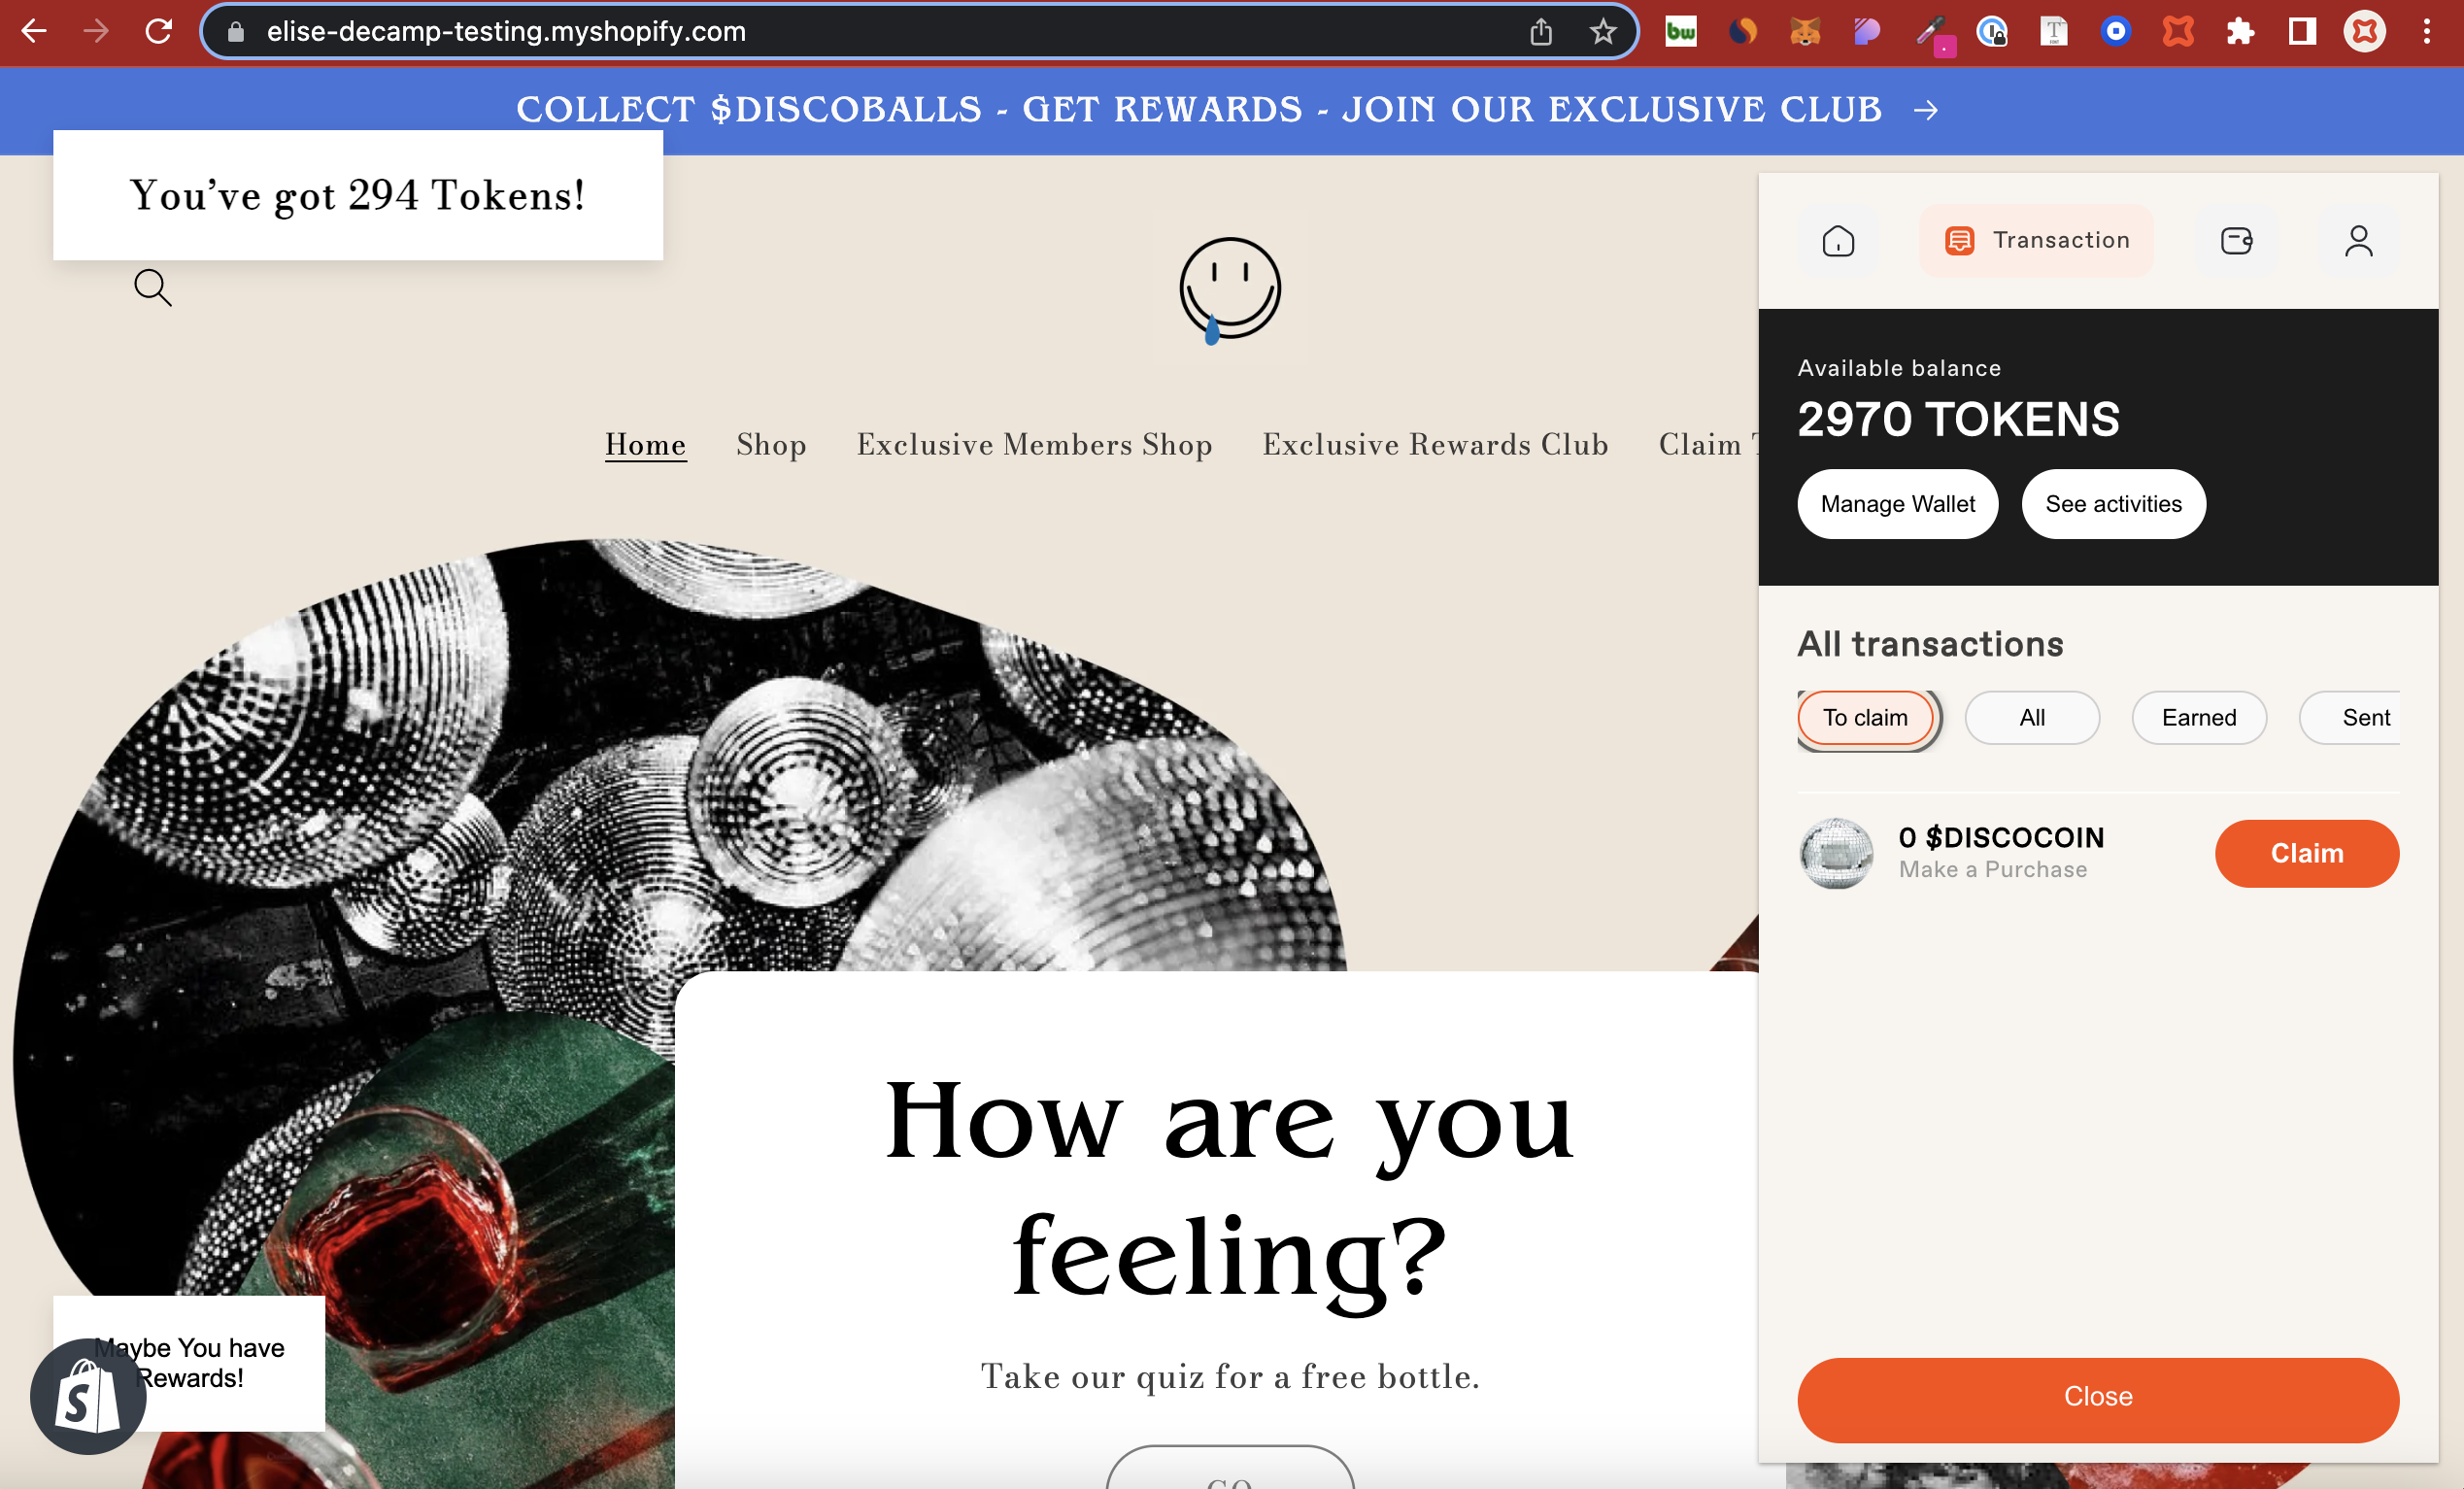 elise-decamp-testing.myshopify.com
COLLECT $DISCOBALLS - GET REWARDS - JOIN OUR EXCLUSIVE CLUB →
You’ve got 294 Tokens!
Home Shop Exclusive Members Shop Exclusive Rewards Club Claim
Transaction
Available balance
2970 TOKENS
Manage Wallet See activities
All transactions
To claim All Earned Sent
0 $DISCOCOIN
Make a Purchase
Claim
How are you
feeling?
Take our quiz for a free bottle.
GO
Maybe You have
Rewards!
Close